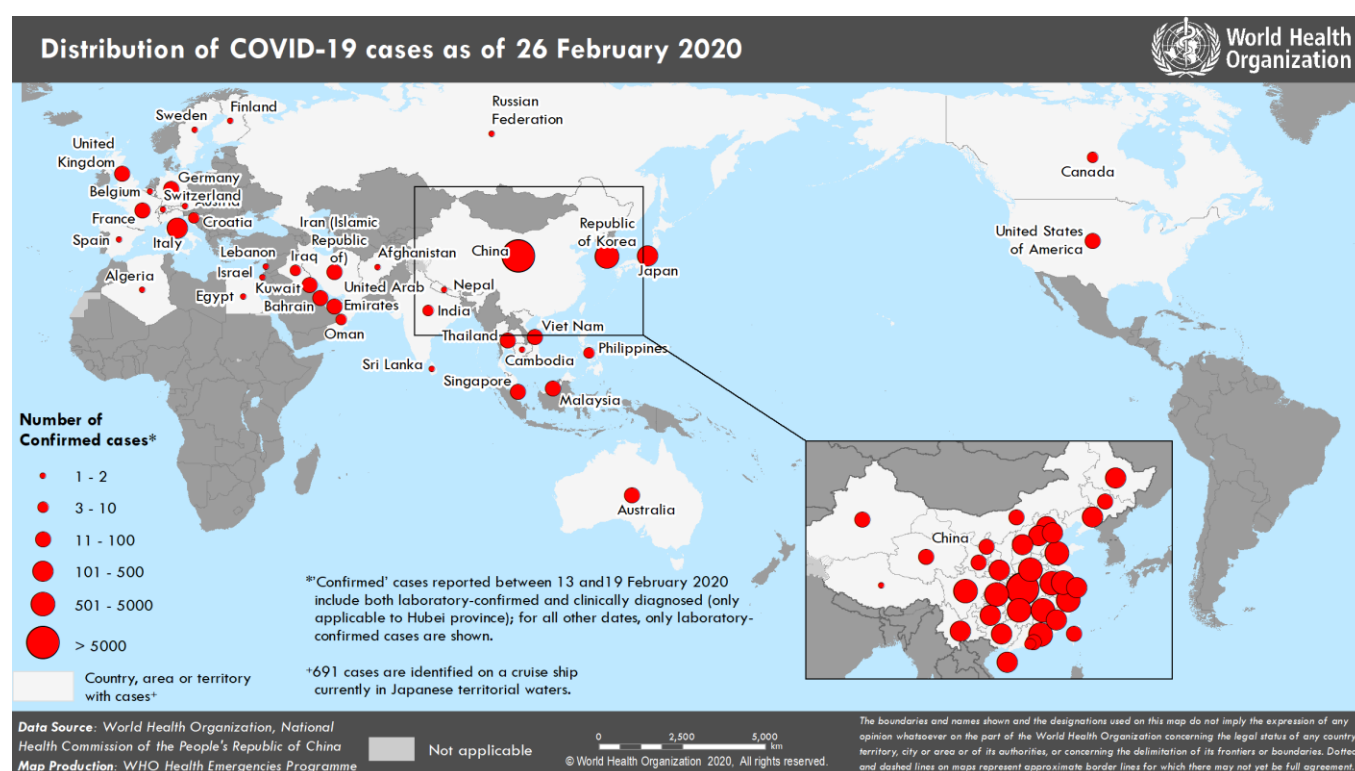 Distribution of COVID-19 cases as of 26 February 2020
World Health
Organization
Russian
Federation
Finland
Sweden
United
Kingdom
Germany
Belgium
Switzerland
France
Croatia
Spain
Italy
Iran (Islamic
Republic
of)
Afghanistan
Lebanon
Iraq
Israel
Algeria
Kuwait
Egypt
Bahrain
United Arab
Emirates
Oman
China
Republic
of Korea
Japan
Nepal
India
Thailand
Viet Nam
Cambodia
Philippines
Sri Lanka
Singapore
Malaysia
Australia
Canada
United States
of America
China
Number of
Confirmed cases*
1 - 2
3 - 10
11 - 100
101 - 500
501 - 5000
> 5000
Country, area or territory
with cases⁺
*'Confirmed' cases reported between 13 and19 February 2020
include both laboratory-confirmed and clinically diagnosed (only
applicable to Hubei province); for all other dates, only laboratory-
confirmed cases are shown.
⁺691 cases are identified on a cruise ship
currently in Japanese territorial waters.
Data Source: World Health Organization, National
Health Commission of the People's Republic of China
Map Production: WHO Health Emergencies Programme
Not applicable
0 2,500 5,000
km
© World Health Organization 2020, All rights reserved.
The boundaries and names shown and the designations used on this map do not imply the expression of any
opinion whatsoever on the part of the World Health Organization concerning the legal status of any country,
territory, city or area or of its authorities, or concerning the delimitation of its frontiers or boundaries. Dotted
and dashed lines on maps represent approximate border lines for which there may not yet be full agreement.